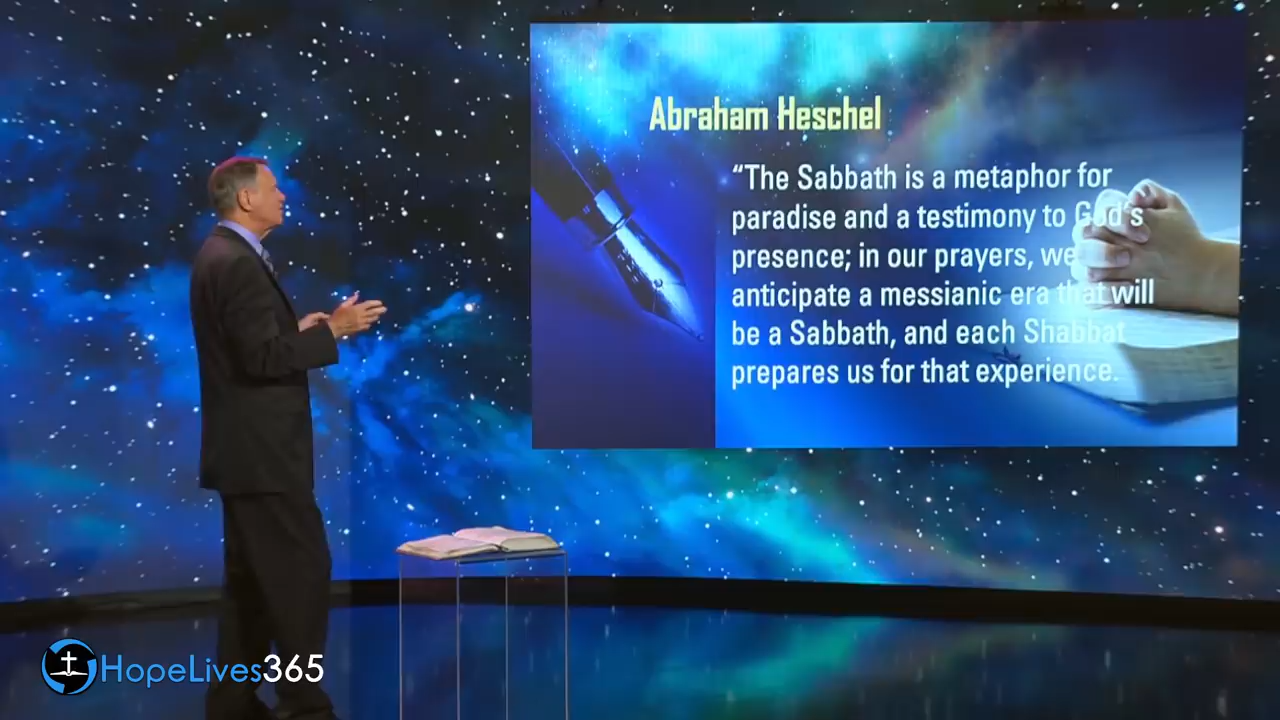 Abraham Heschel
“The Sabbath is a metaphor for
paradise and a testimony to God's
presence; in our prayers, we
anticipate a messianic era that will
be a Sabbath, and each Shabbat
prepares us for that experience.
HopeLives365